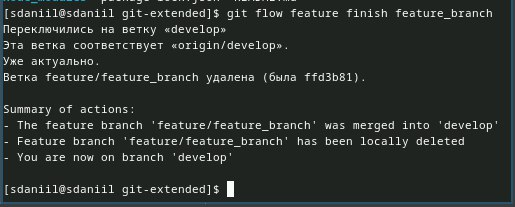 [sdaniil@sdaniil git-extended]$ git flow feature finish feature_branch
Переключились на ветку «develop»
Эта ветка соответствует «origin/develop».
Уже актуально.
Ветка feature/feature_branch удалена (была ffd3b81).
Summary of actions:
- The feature branch 'feature/feature_branch' was merged into 'develop'
- Feature branch 'feature/feature_branch' has been locally deleted
- You are now on branch 'develop'
[sdaniil@sdaniil git-extended]$